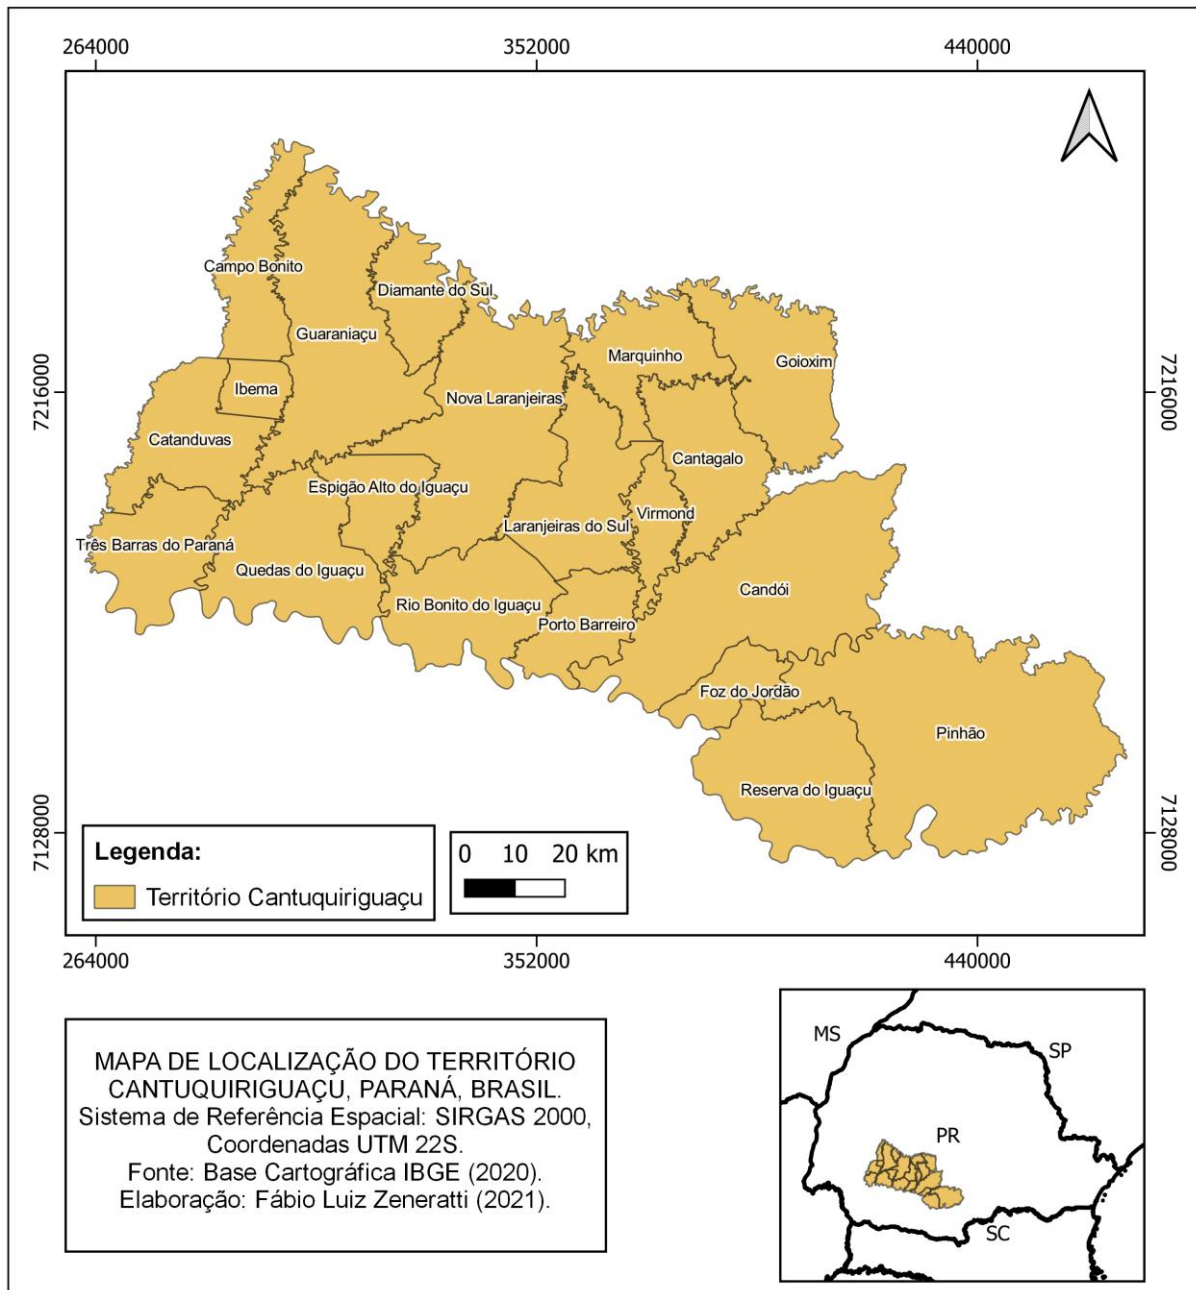 264000
352000
440000
7216000
7216000
Campo Bonito
Diamante do Sul
Guaraniaçu
Marquinho
Goioxim
Ibema
Nova Laranjeiras
Catanduvas
Cantagalo
Espigão Alto do Iguaçu
Virmond
Laranjeiras do Sul
Três Barras do Paraná
Quedas do Iguaçu
Candói
Rio Bonito do Iguaçu
Porto Barreiro
Foz do Jordão
Pinhão
Reserva do Iguaçu
7128000
7128000
Legenda:
Território Cantuquiriguaçu
0 10 20 km
264000
352000
440000
MAPA DE LOCALIZAÇÃO DO TERRITÓRIO
CANTUQUIRIGUAÇU, PARANÁ, BRASIL.
Sistema de Referência Espacial: SIRGAS 2000,
Coordenadas UTM 22S.
Fonte: Base Cartográfica IBGE (2020).
Elaboração: Fábio Luiz Zeneratti (2021).
MS
SP
PR
SC